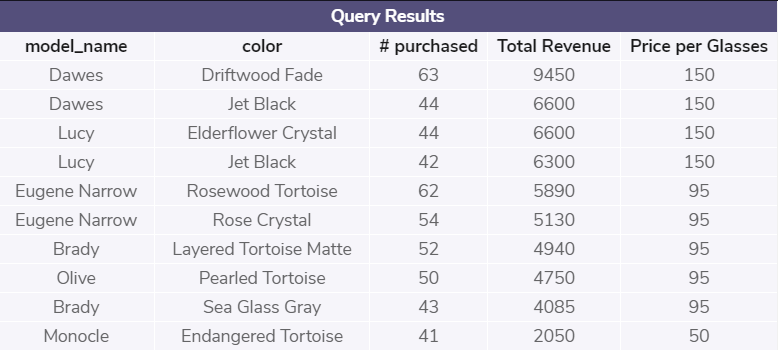 Query Results
model_name color # purchased Total Revenue Price per Glasses
Dawes Driftwood Fade 63 9450 150
Dawes Jet Black 44 6600 150
Lucy Elderflower Crystal 44 6600 150
Lucy Jet Black 42 6300 150
Eugene Narrow Rosewood Tortoise 62 5890 95
Eugene Narrow Rose Crystal 54 5130 95
Brady Layered Tortoise Matte 52 4940 95
Olive Pearled Tortoise 50 4750 95
Brady Sea Glass Gray 43 4085 95
Monocle Endangered Tortoise 41 2050 50